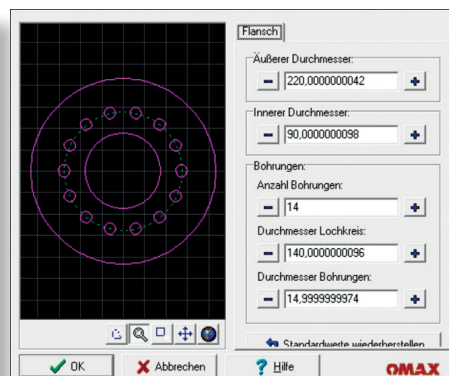 Flansch
Äußerer Durchmesser:
220,0000000042
Innerer Durchmesser:
90,0000000098
Bohrungen:
Anzahl Bohrungen:
14
Durchmesser Lochkreis:
140,0000000096
Durchmesser Bohrungen:
14,9999999974
Standardwerte wiederherstellen
OK
Abbrechen
? Hilfe
OMAX